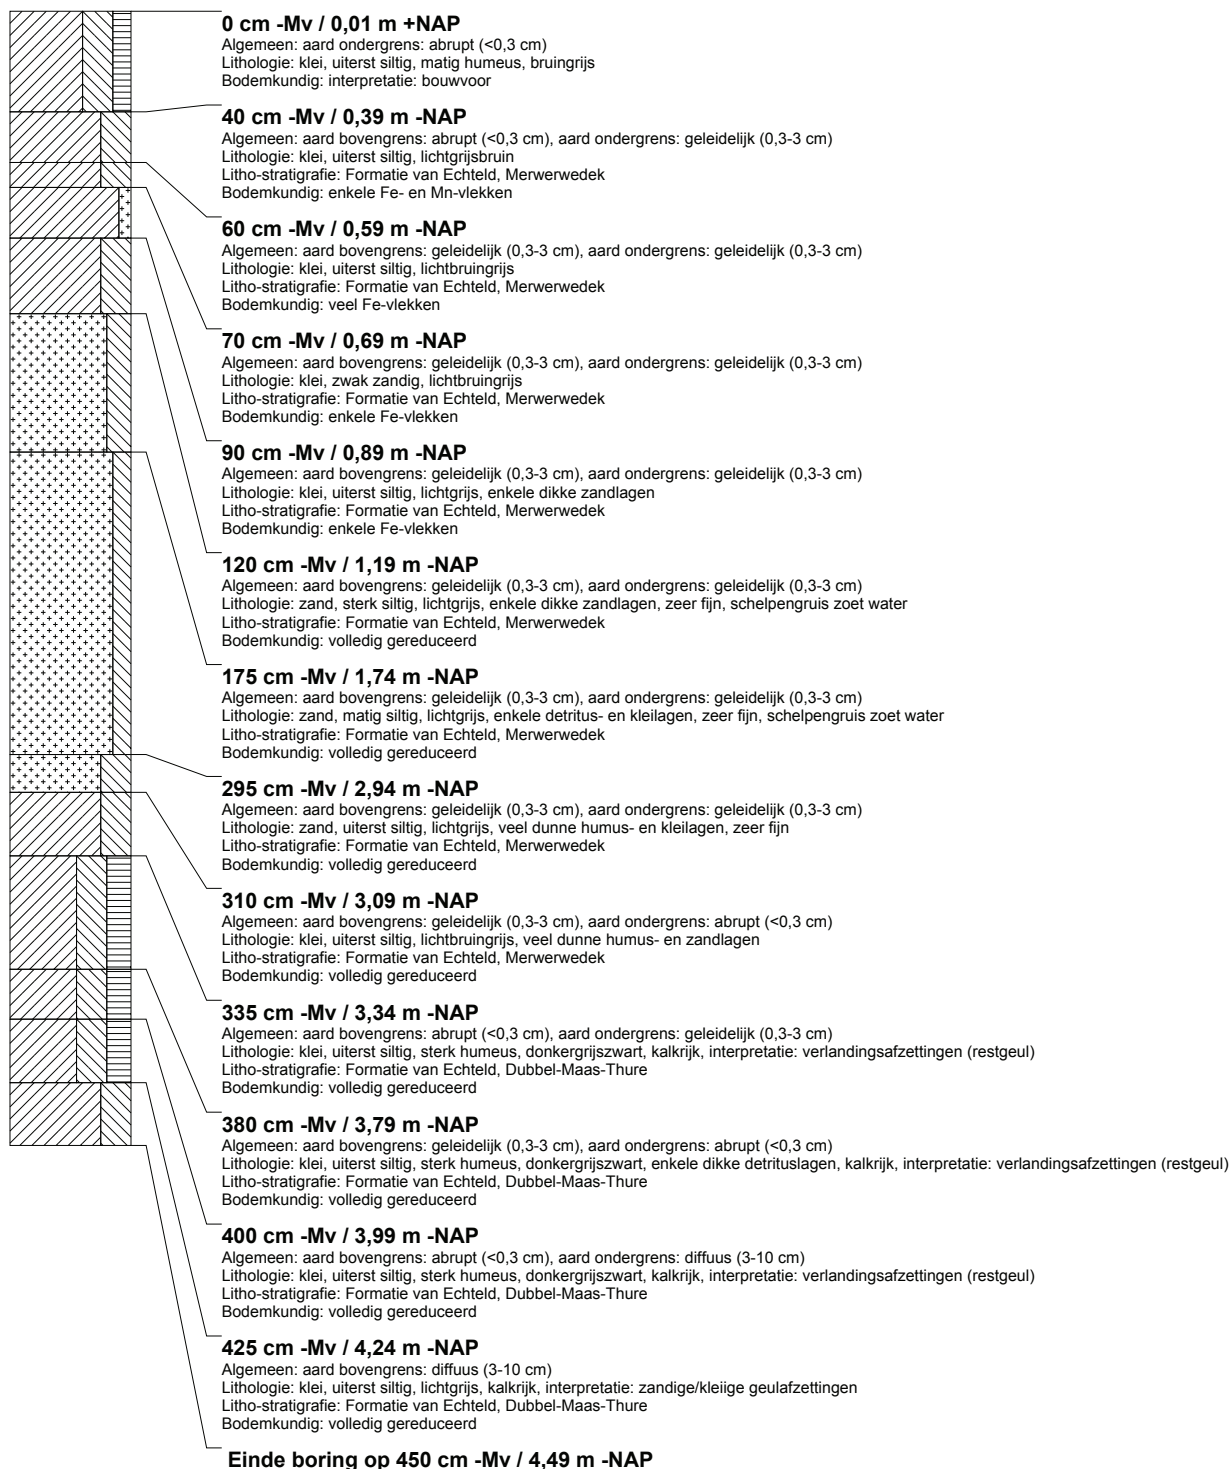 0 cm -Mv / 0,01 m +NAP
Algemeen: aard ondergrens: abrupt (<0,3 cm)
Lithologie: klei, uiterst siltig, matig humeus, bruingrijs
Bodemkundig: interpretatie: bouwvoor
40 cm -Mv / 0,39 m -NAP
Algemeen: aard bovengrens: abrupt (<0,3 cm), aard ondergrens: geleidelijk (0,3-3 cm)
Lithologie: klei, uiterst siltig, lichtgrijsbruin
Litho-stratigrafie: Formatie van Echteld, Merwerwedek
Bodemkundig: enkele Fe- en Mn-vlekken
60 cm -Mv / 0,59 m -NAP
Algemeen: aard bovengrens: geleidelijk (0,3-3 cm), aard ondergrens: geleidelijk (0,3-3 cm)
Lithologie: klei, uiterst siltig, lichtbruingrijs
Litho-stratigrafie: Formatie van Echteld, Merwerwedek
Bodemkundig: veel Fe-vlekken
70 cm -Mv / 0,69 m -NAP
Algemeen: aard bovengrens: geleidelijk (0,3-3 cm), aard ondergrens: geleidelijk (0,3-3 cm)
Lithologie: klei, zwak zandig, lichtbruingrijs
Litho-stratigrafie: Formatie van Echteld, Merwerwedek
Bodemkundig: enkele Fe-vlekken
90 cm -Mv / 0,89 m -NAP
Algemeen: aard bovengrens: geleidelijk (0,3-3 cm), aard ondergrens: geleidelijk (0,3-3 cm)
Lithologie: klei, uiterst siltig, lichtgrijs, enkele dikke zandlagen
Litho-stratigrafie: Formatie van Echteld, Merwerwedek
Bodemkundig: enkele Fe-vlekken
120 cm -Mv / 1,19 m -NAP
Algemeen: aard bovengrens: geleidelijk (0,3-3 cm), aard ondergrens: geleidelijk (0,3-3 cm)
Lithologie: zand, sterk siltig, lichtgrijs, enkele dikke zandlagen, zeer fijn, schelpengruis zoet water
Litho-stratigrafie: Formatie van Echteld, Merwerwedek
Bodemkundig: volledig gereduceerd
175 cm -Mv / 1,74 m -NAP
Algemeen: aard bovengrens: geleidelijk (0,3-3 cm), aard ondergrens: geleidelijk (0,3-3 cm)
Lithologie: zand, matig siltig, lichtgrijs, enkele detritus- en kleilagen, zeer fijn, schelpengruis zoet water
Litho-stratigrafie: Formatie van Echteld, Merwerwedek
Bodemkundig: volledig gereduceerd
295 cm -Mv / 2,94 m -NAP
Algemeen: aard bovengrens: geleidelijk (0,3-3 cm), aard ondergrens: geleidelijk (0,3-3 cm)
Lithologie: zand, uiterst siltig, lichtgrijs, veel dunne humus- en kleilagen, zeer fijn
Litho-stratigrafie: Formatie van Echteld, Merwerwedek
Bodemkundig: volledig gereduceerd
310 cm -Mv / 3,09 m -NAP
Algemeen: aard bovengrens: geleidelijk (0,3-3 cm), aard ondergrens: abrupt (<0,3 cm)
Lithologie: klei, uiterst siltig, lichtbruingrijs, veel dunne humus- en zandlagen
Litho-stratigrafie: Formatie van Echteld, Merwerwedek
Bodemkundig: volledig gereduceerd
335 cm -Mv / 3,34 m -NAP
Algemeen: aard bovengrens: abrupt (<0,3 cm), aard ondergrens: geleidelijk (0,3-3 cm)
Lithologie: klei, uiterst siltig, sterk humeus, donkergrijszwart, kalkrijk, interpretatie: verlandingsafzettingen (restgeul)
Litho-stratigrafie: Formatie van Echteld, Dubbel-Maas-Thure
Bodemkundig: volledig gereduceerd
380 cm -Mv / 3,79 m -NAP
Algemeen: aard bovengrens: geleidelijk (0,3-3 cm), aard ondergrens: abrupt (<0,3 cm)
Lithologie: klei, uiterst siltig, sterk humeus, donkergrijszwart, enkele dikke detrituslagen, kalkrijk, interpretatie: verlandingsafzettingen (restgeul)
Litho-stratigrafie: Formatie van Echteld, Dubbel-Maas-Thure
Bodemkundig: volledig gereduceerd
400 cm -Mv / 3,99 m -NAP
Algemeen: aard bovengrens: abrupt (<0,3 cm), aard ondergrens: diffuus (3-10 cm)
Lithologie: klei, uiterst siltig, sterk humeus, donkergrijszwart, kalkrijk, interpretatie: verlandingsafzettingen (restgeul)
Litho-stratigrafie: Formatie van Echteld, Dubbel-Maas-Thure
Bodemkundig: volledig gereduceerd
425 cm -Mv / 4,24 m -NAP
Algemeen: aard bovengrens: diffuus (3-10 cm)
Lithologie: klei, uiterst siltig, lichtgrijs, kalkrijk, interpretatie: zandige/kleiige geulafzettingen
Litho-stratigrafie: Formatie van Echteld, Dubbel-Maas-Thure
Bodemkundig: volledig gereduceerd
Einde boring op 450 cm -Mv / 4,49 m -NAP